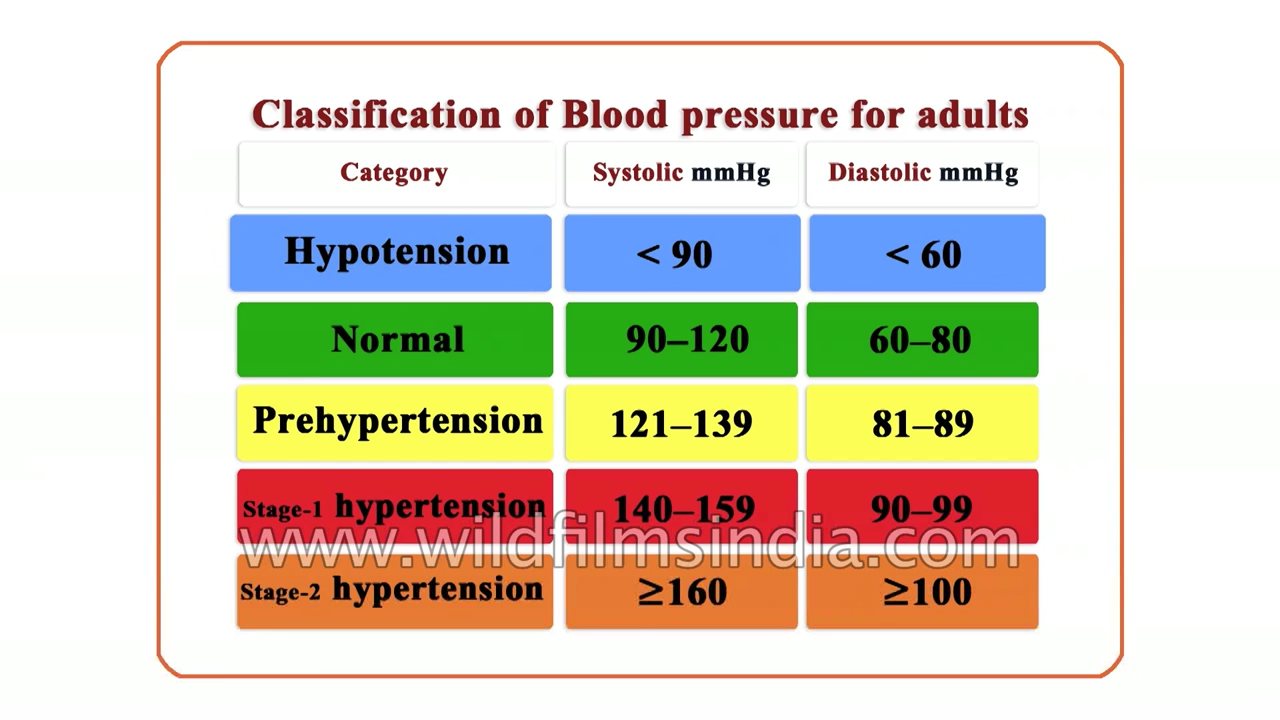 Classification of Blood pressure for adults
Category Systolic mmHg Diastolic mmHg
Hypotension < 90 < 60
Normal 90–120 60–80
Prehypertension 121–139 81–89
Stage-1 hypertension 140–159 90–99
www.wildfilmsindia.com
Stage-2 hypertension ≥160 ≥100